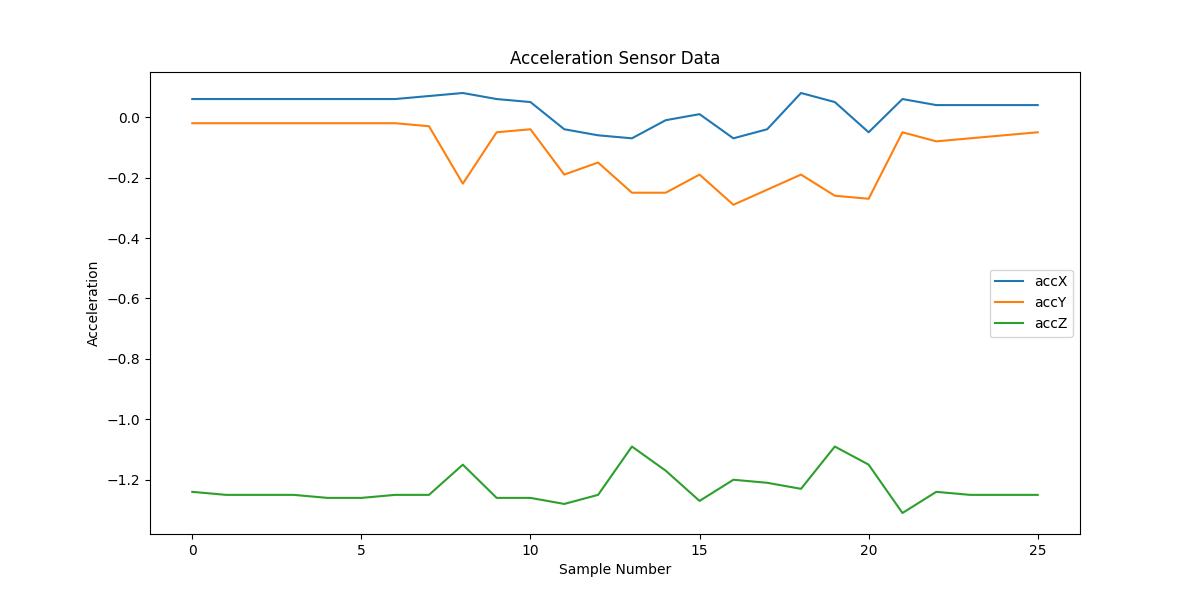 Acceleration Sensor Data
Acceleration
0.0
−0.2
−0.4
−0.6
−0.8
−1.0
−1.2
accX
accY
accZ
0 5 10 15 20 25
Sample Number